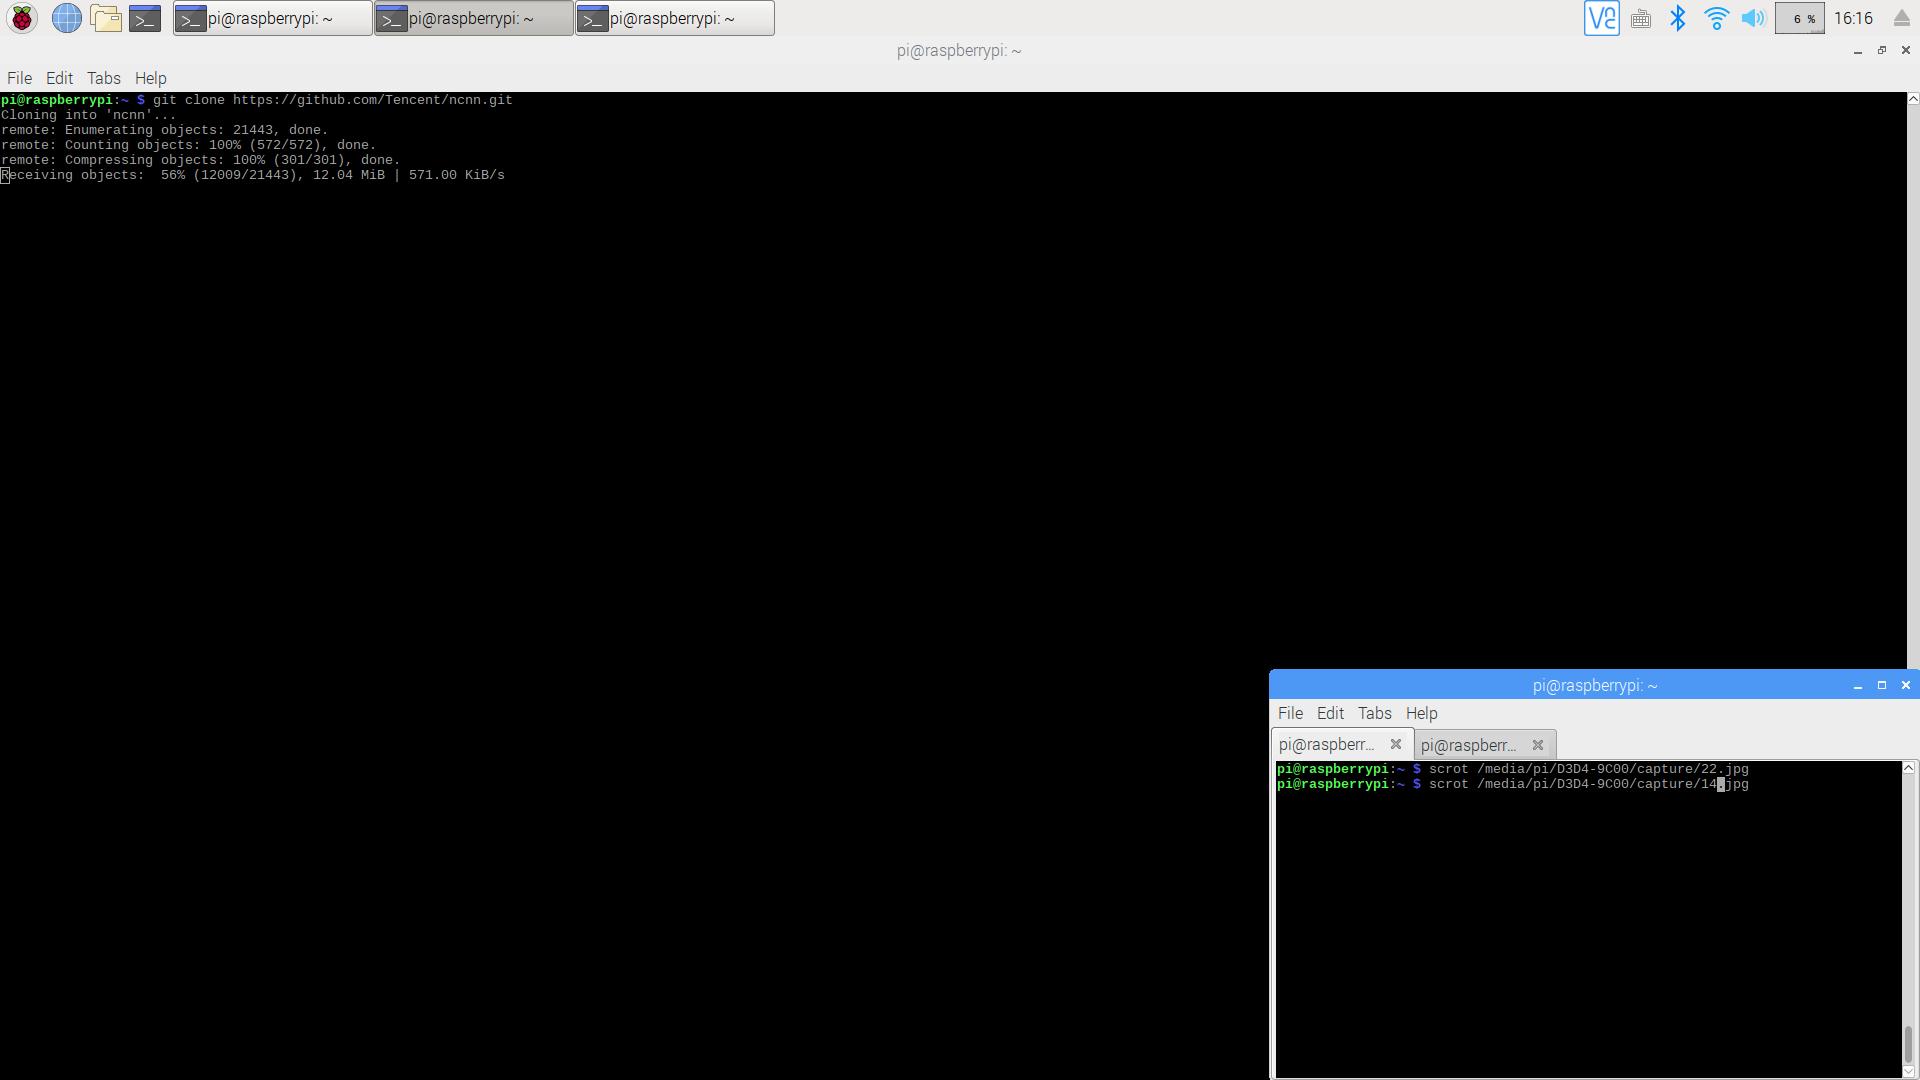 pi@raspberrypi: ~ pi@raspberrypi: ~ pi@raspberrypi: ~ 6 % 16:16
pi@raspberrypi: ~
File Edit Tabs Help
pi@raspberrypi:~ $ git clone https://github.com/Tencent/ncnn.git
Cloning into 'ncnn'...
remote: Enumerating objects: 21443, done.
remote: Counting objects: 100% (572/572), done.
remote: Compressing objects: 100% (301/301), done.
Receiving objects:  56% (12009/21443), 12.04 MiB | 571.00 KiB/s
pi@raspberrypi: ~
File Edit Tabs Help
pi@raspberr... pi@raspberr...
pi@raspberrypi:~ $ scrot /media/pi/D3D4-9C00/capture/22.jpg
pi@raspberrypi:~ $ scrot /media/pi/D3D4-9C00/capture/14.jpg